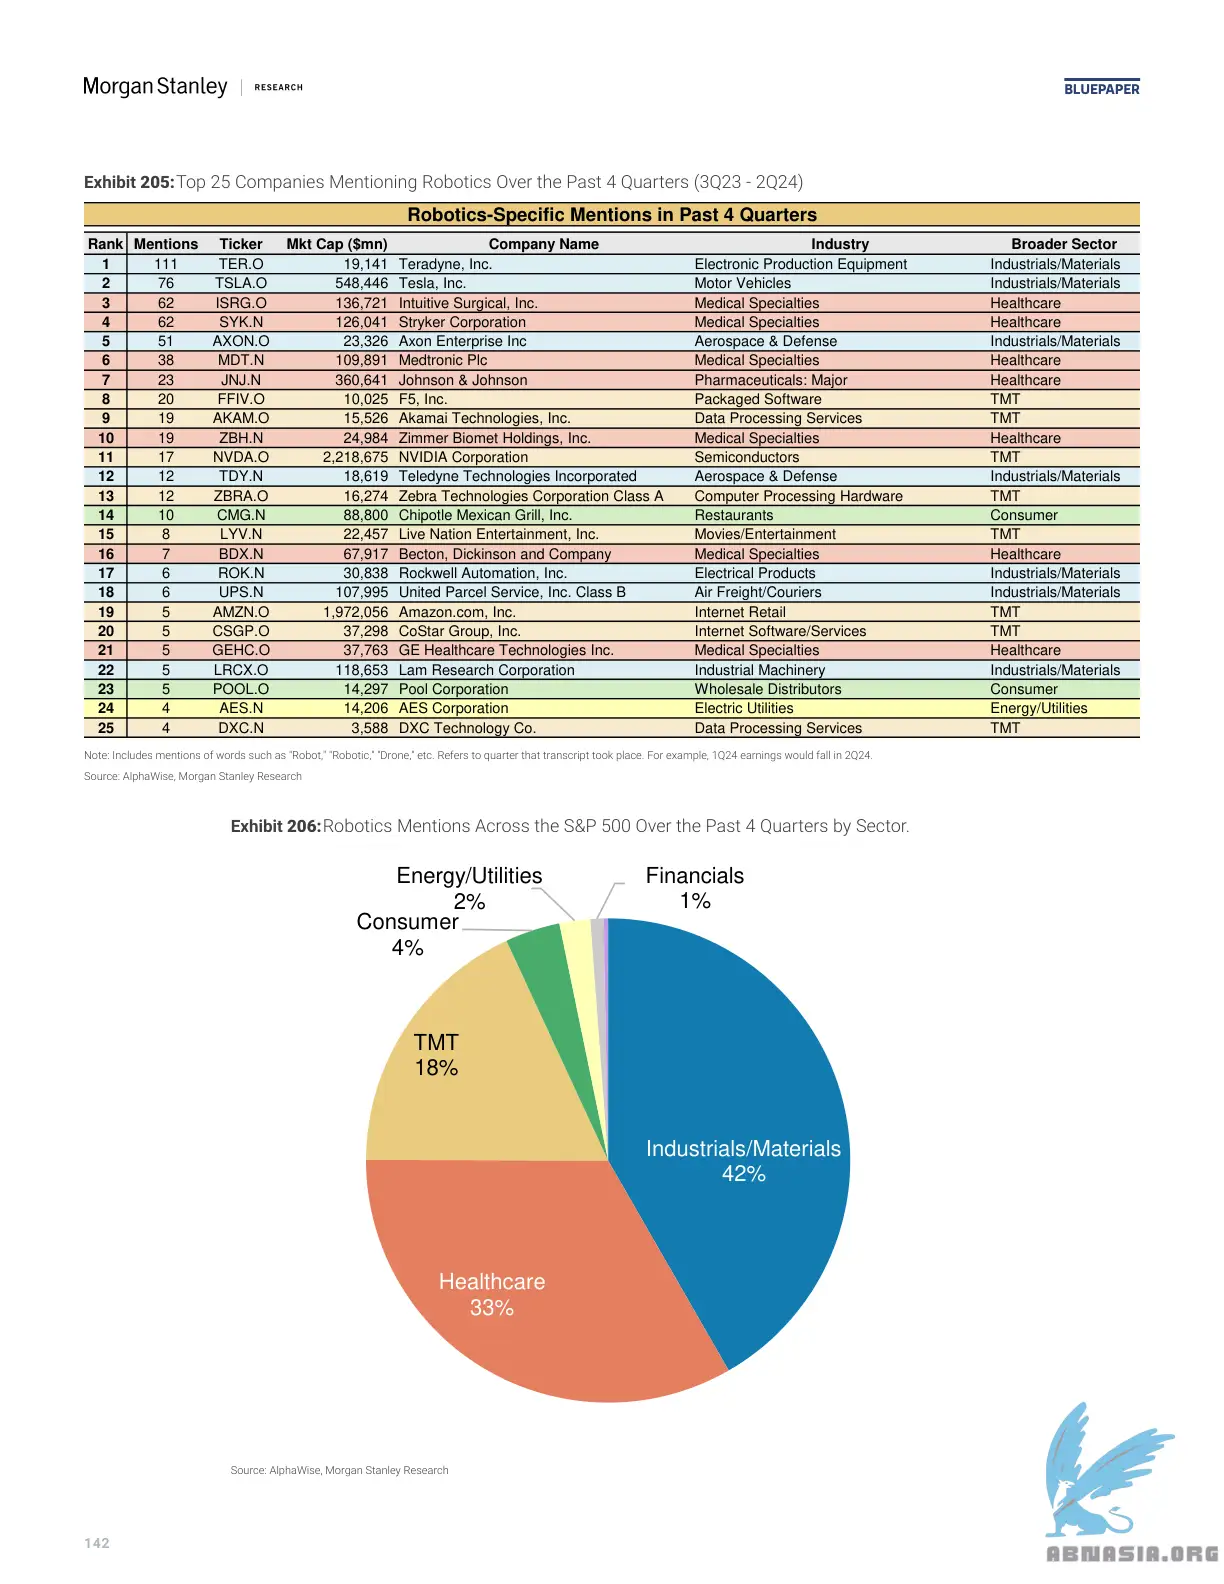 Morgan Stanley | RESEARCH
BLUEPAPER
Exhibit 205: Top 25 Companies Mentioning Robotics Over the Past 4 Quarters (3Q23 - 2Q24)
Robotics-Specific Mentions in Past 4 Quarters
Rank Mentions Ticker Mkt Cap ($mn) Company Name Industry Broader Sector
1 111 TER.O 19,141 Teradyne, Inc. Electronic Production Equipment Industrials/Materials
2 76 TSLA.O 548,446 Tesla, Inc. Motor Vehicles Industrials/Materials
3 62 ISRG.O 136,721 Intuitive Surgical, Inc. Medical Specialties Healthcare
4 62 SYK.N 126,041 Stryker Corporation Medical Specialties Healthcare
5 51 AXON.O 23,326 Axon Enterprise Inc Aerospace & Defense Industrials/Materials
6 38 MDT.N 109,891 Medtronic Plc Medical Specialties Healthcare
7 23 JNJ.N 360,641 Johnson & Johnson Pharmaceuticals: Major Healthcare
8 20 FFIV.O 10,025 F5, Inc. Packaged Software TMT
9 19 AKAM.O 15,526 Akamai Technologies, Inc. Data Processing Services TMT
10 19 ZBH.N 24,984 Zimmer Biomet Holdings, Inc. Medical Specialties Healthcare
11 17 NVDA.O 2,218,675 NVIDIA Corporation Semiconductors TMT
12 12 TDY.N 18,619 Teledyne Technologies Incorporated Aerospace & Defense Industrials/Materials
13 12 ZBRA.O 16,274 Zebra Technologies Corporation Class A Computer Processing Hardware TMT
14 10 CMG.N 88,800 Chipotle Mexican Grill, Inc. Restaurants Consumer
15 8 LYV.N 22,457 Live Nation Entertainment, Inc. Movies/Entertainment TMT
16 7 BDX.N 67,917 Becton, Dickinson and Company Medical Specialties Healthcare
17 6 ROK.N 30,838 Rockwell Automation, Inc. Electrical Products Industrials/Materials
18 6 UPS.N 107,995 United Parcel Service, Inc. Class B Air Freight/Couriers Industrials/Materials
19 5 AMZN.O 1,972,056 Amazon.com, Inc. Internet Retail TMT
20 5 CSGP.O 37,298 CoStar Group, Inc. Internet Software/Services TMT
21 5 GEHC.O 37,763 GE Healthcare Technologies Inc. Medical Specialties Healthcare
22 5 LRCX.O 118,653 Lam Research Corporation Industrial Machinery Industrials/Materials
23 5 POOL.O 14,297 Pool Corporation Wholesale Distributors Consumer
24 4 AES.N 14,206 AES Corporation Electric Utilities Energy/Utilities
25 4 DXC.N 3,588 DXC Technology Co. Data Processing Services TMT
Note: Includes mentions of words such as "Robot," "Robotic," "Drone," etc. Refers to quarter that transcript took place. For example, 1Q24 earnings would fall in 2Q24.
Source: AlphaWise, Morgan Stanley Research
Exhibit 206: Robotics Mentions Across the S&P 500 Over the Past 4 Quarters by Sector.
Energy/Utilities
2%
Financials
1%
Consumer
4%
TMT
18%
Industrials/Materials
42%
Healthcare
33%
Source: AlphaWise, Morgan Stanley Research
142
ABNASIA.ORG